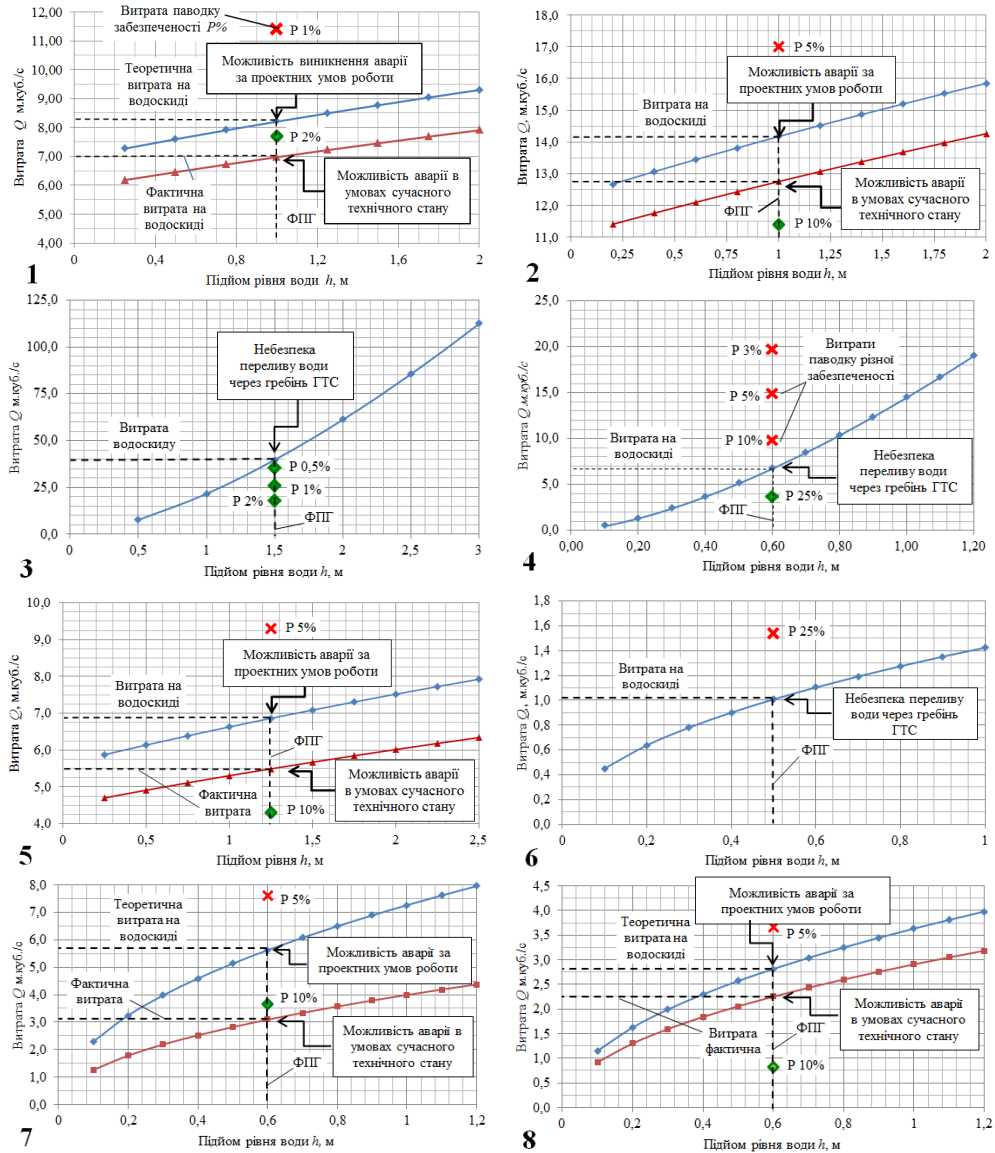 12,00
11,00
10,00
9,00
8,00
7,00
6,00
5,00
4,00
Витрата Q м.куб./с
Витрата паводку
забезпеченості P%
P 1%
Теоретична
витрата на
водоскиді
Можливість виникнення аварії
за проектних умов роботи
P 2%
Фактична
витрата на
водоскиді
Можливість аварії в
умовах сучасного
технічного стану
ФПГ
0
0,4
0,8
1,2
1,6
2
Підйом рівня води h, м
1
18,0
17,0
16,0
15,0
14,0
13,0
12,0
11,0
Витрата Q, м.куб./с
P 5%
Можливість аварії за
проектних умов роботи
Витрата на
водоскиді
Можливість аварії
в умовах сучасного
технічного стану
ФПГ
P 10%
0
0,25
0,5
0,75
1
1,25
1,5
1,75
2
Підйом рівня води h, м
2
125,0
100,0
75,0
50,0
25,0
0,0
Витрата Q м.куб./с
Небезпека
переливу води
через гребінь ГТС
Витрата
водоскиду
P 0,5%
P 1%
P 2%
ФПГ
0
0,5
1
1,5
2
2,5
3
Підйом рівня води h, м
3
25,0
20,0
15,0
10,0
5,0
0,0
Витрата Q м.куб./с
P 3%
P 5%
P 10%
Витрати
паводку різної
забезпеченості
Витрата на
водоскиді
Небезпека
переливу води
через гребінь ГТС
P 25%
ФПГ
0,00
0,20
0,40
0,60
0,80
1,00
1,20
Підйом рівня води h, м
4
10,0
9,0
8,0
7,0
6,0
5,0
4,0
Витрата Q, м.куб./с
P 5%
Можливість аварії за
проектних умов роботи
Витрата на
водоскиді
ФПГ
Можливість аварії
в умовах сучасного
технічного стану
Фактична
витрата
P 10%
0
0,5
1
1,5
2,0
2,5
Підйом рівня h, м
5
1,8
1,6
1,4
1,2
1,0
0,8
0,6
0,4
0,2
0,0
Витрата Q, м.куб./с
P 25%
Витрата на
водоскиді
Небезпека переливу
води через гребінь
ГТС
ФПГ
0
0,2
0,4
0,6
0,8
1
Підйом рівня води h, м
6
8,0
7,0
6,0
5,0
4,0
3,0
2,0
1,0
0,0
Витрата Q м.куб./с
P 5%
Теоретична
витрата на
водоскиді
Можливість аварії за
проектних умов роботи
Фактична
витрата
P 10%
Можливість аварії в
умовах сучасного
технічного стану
ФПГ
0
0,2
0,4
0,6
0,8
1
1,2
Підйом рівня води h, м
7
4,5
4,0
3,5
3,0
2,5
2,0
1,5
1,0
0,5
0,0
Витрата Q м.куб./с
Можливість аварії за
проектних умов роботи
P 5%
Теоретична
витрата на
водоскиді
Можливість аварії
в умовах сучасного
технічного стану
Витрата
фактична
ФПГ
P 10%
0
0,2
0,4
0,6
0,8
1
1,2
Підйом рівня води h, м
8